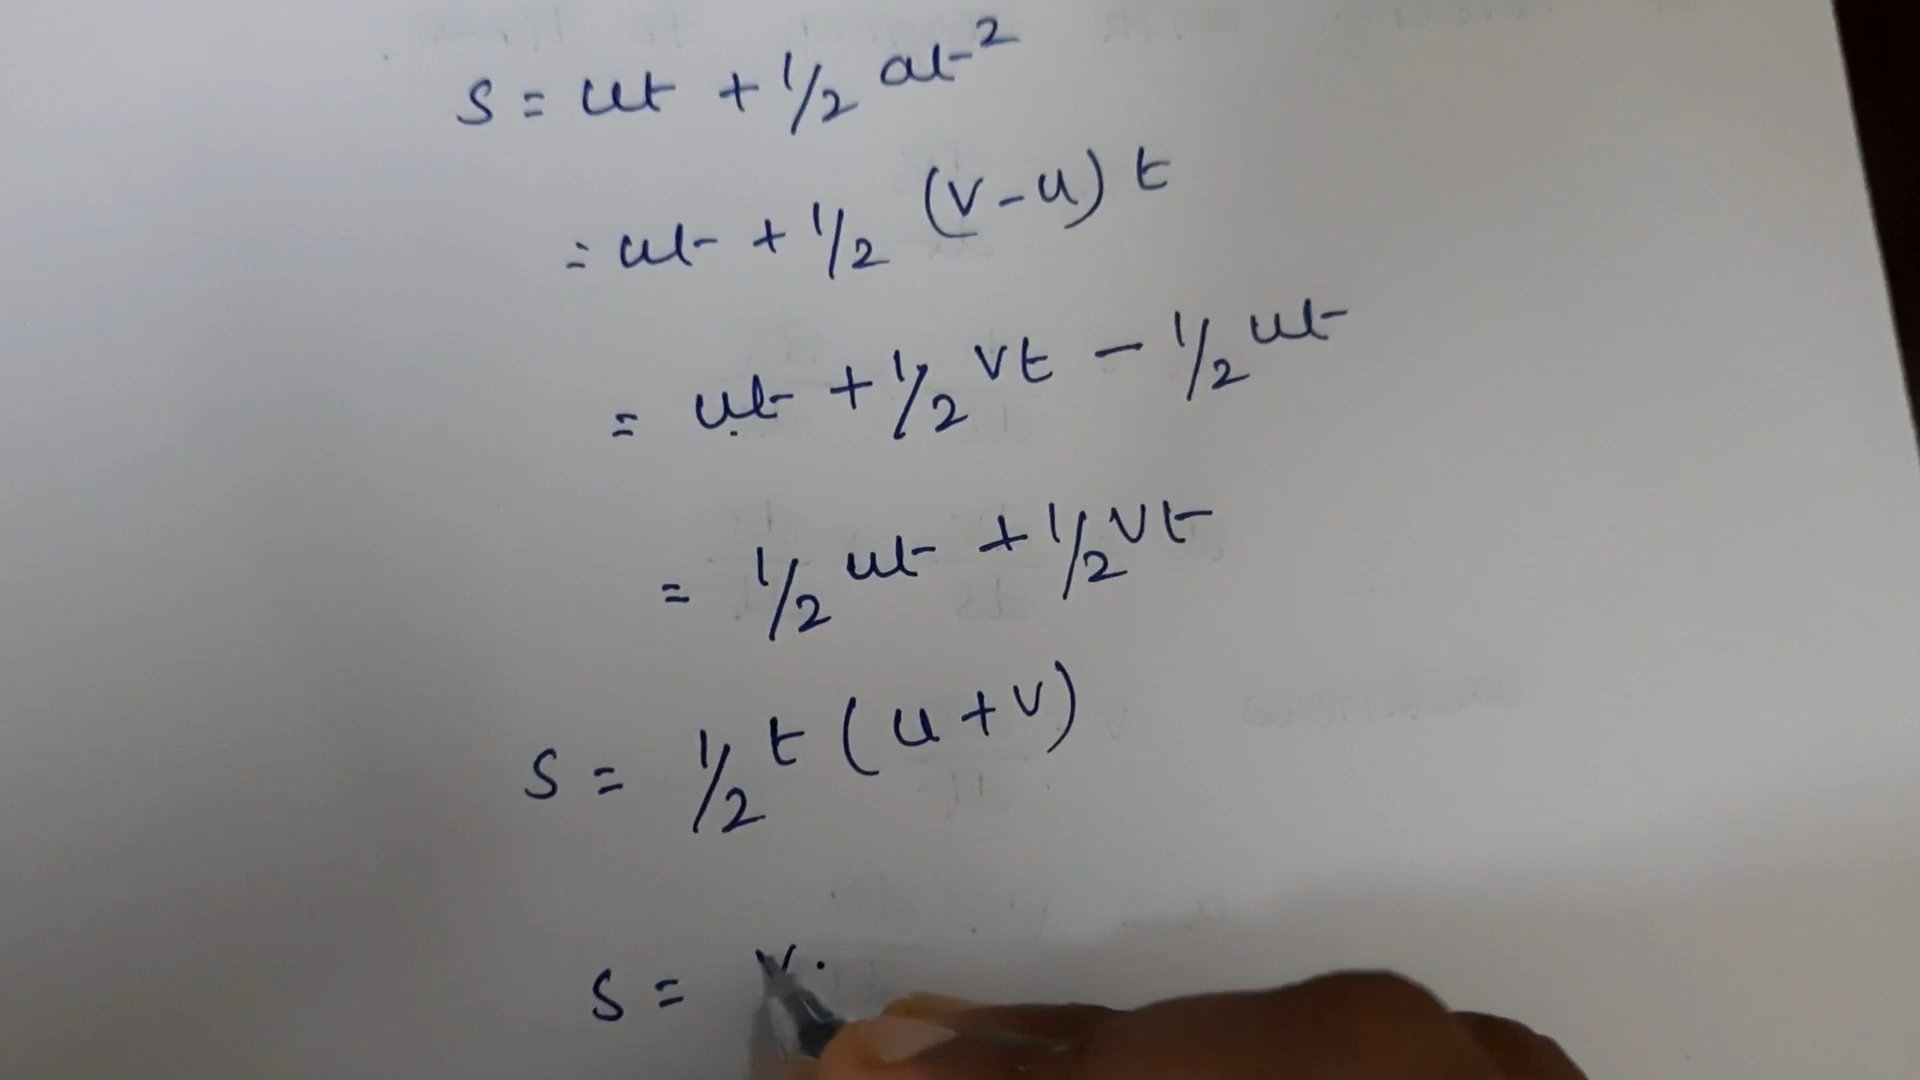 S = ut + 1/2 at²
= ut + 1/2 (v-u) t
= ut + 1/2 vt - 1/2 ut
= 1/2 ut + 1/2 vt
S = 1/2 t (u+v)
S = v.